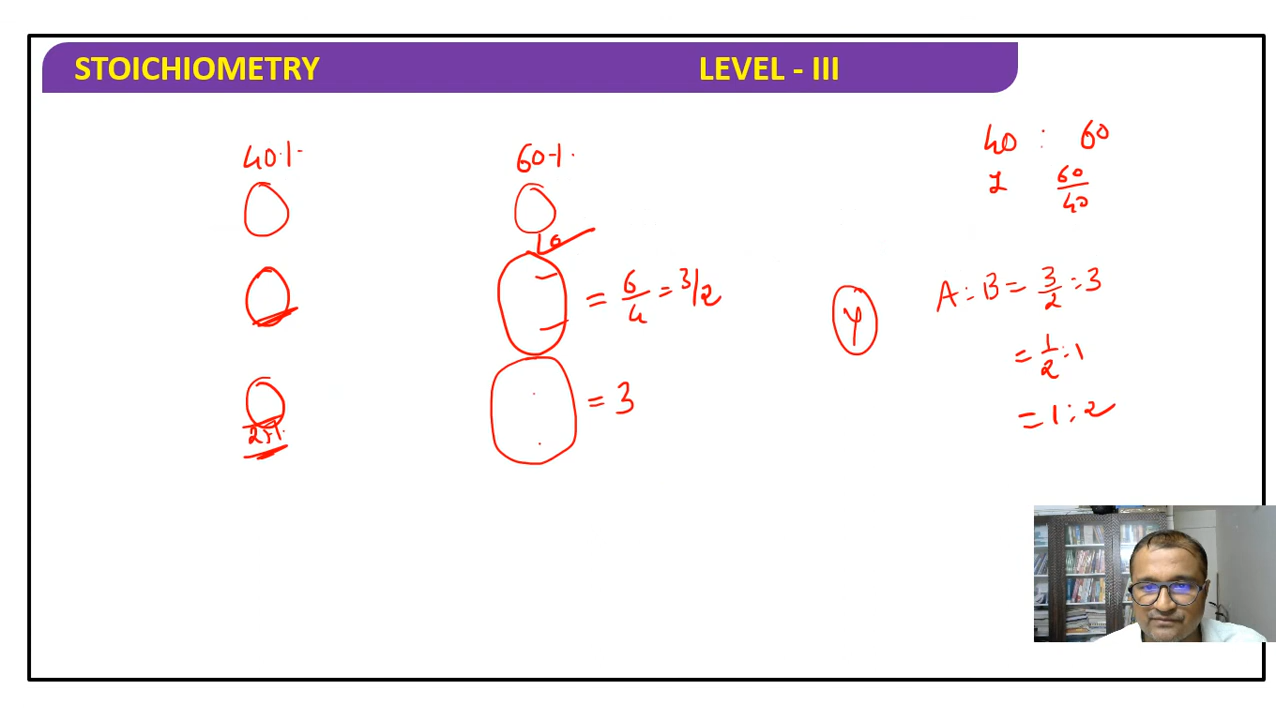 STOICHIOMETRY LEVEL - III
40 : 60
1 60/40
40% 60%
10
= 6/4 = 3/2
Y
A : B = 3/2 : 3
= 1/2 : 1
= 1 : 2
= 3